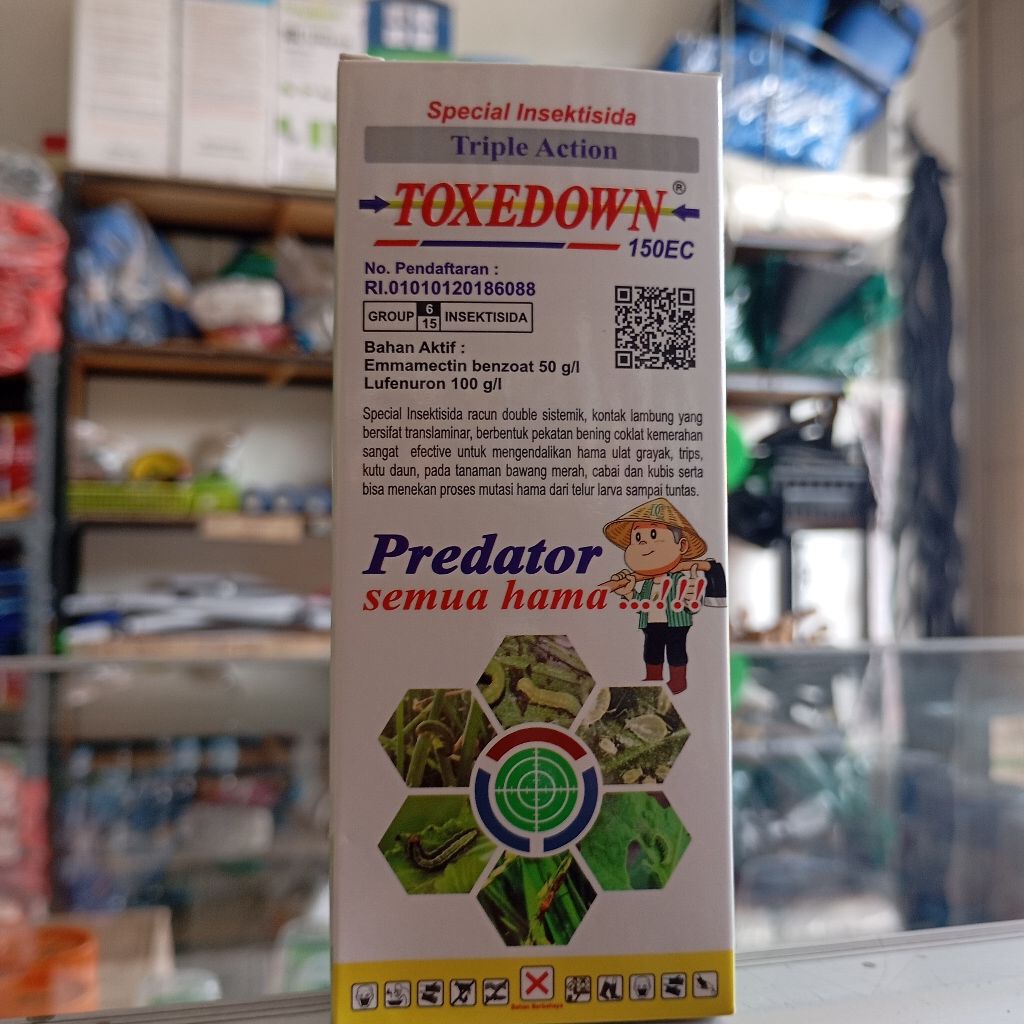 Special Insektisida
Triple Action
TOXEDOWN®
150EC
No. Pendaftaran :
RI.01010120186088
GROUP 6 15 INSEKTISIDA
Bahan Aktif :
Emmamectin benzoat 50 g/l
Lufenuron 100 g/l
Special Insektisida racun double sistemik, kontak lambung yang
bersifat translaminar, berbentuk pekatan bening coklat kemerahan
sangat efective untuk mengendalikan hama ulat grayak, trips,
kutu daun, pada tanaman bawang merah, cabai dan kubis serta
bisa menekan proses mutasi hama dari telur larva sampai tuntas.
Predator
semua hama ...!!!
Bahan Berbahaya